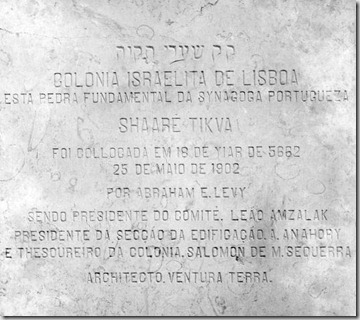 ק״ק שערי תקוה
COLONIA ISRAELITA DE LISBOA
ESTA PEDRA FUNDAMENTAL DA SYNAGOGA PORTUGUEZA
SHAARE TIKVA
FOI COLLOCADA EM 18 DE YIAR DE 5662
25 DE MAIO DE 1902
POR ABRAHAM E. LEVY
SENDO PRESIDENTE DO COMITÉ, LEAO AMZALAK
PRESIDENTE DA SECÇÃO DA EDIFICAÇÃO, A. ANAHORY
E THESOUREIRO DA COLONIA, SALOMON DE M. SEQUERRA
ARCHITECTO, VENTURA TERRA.